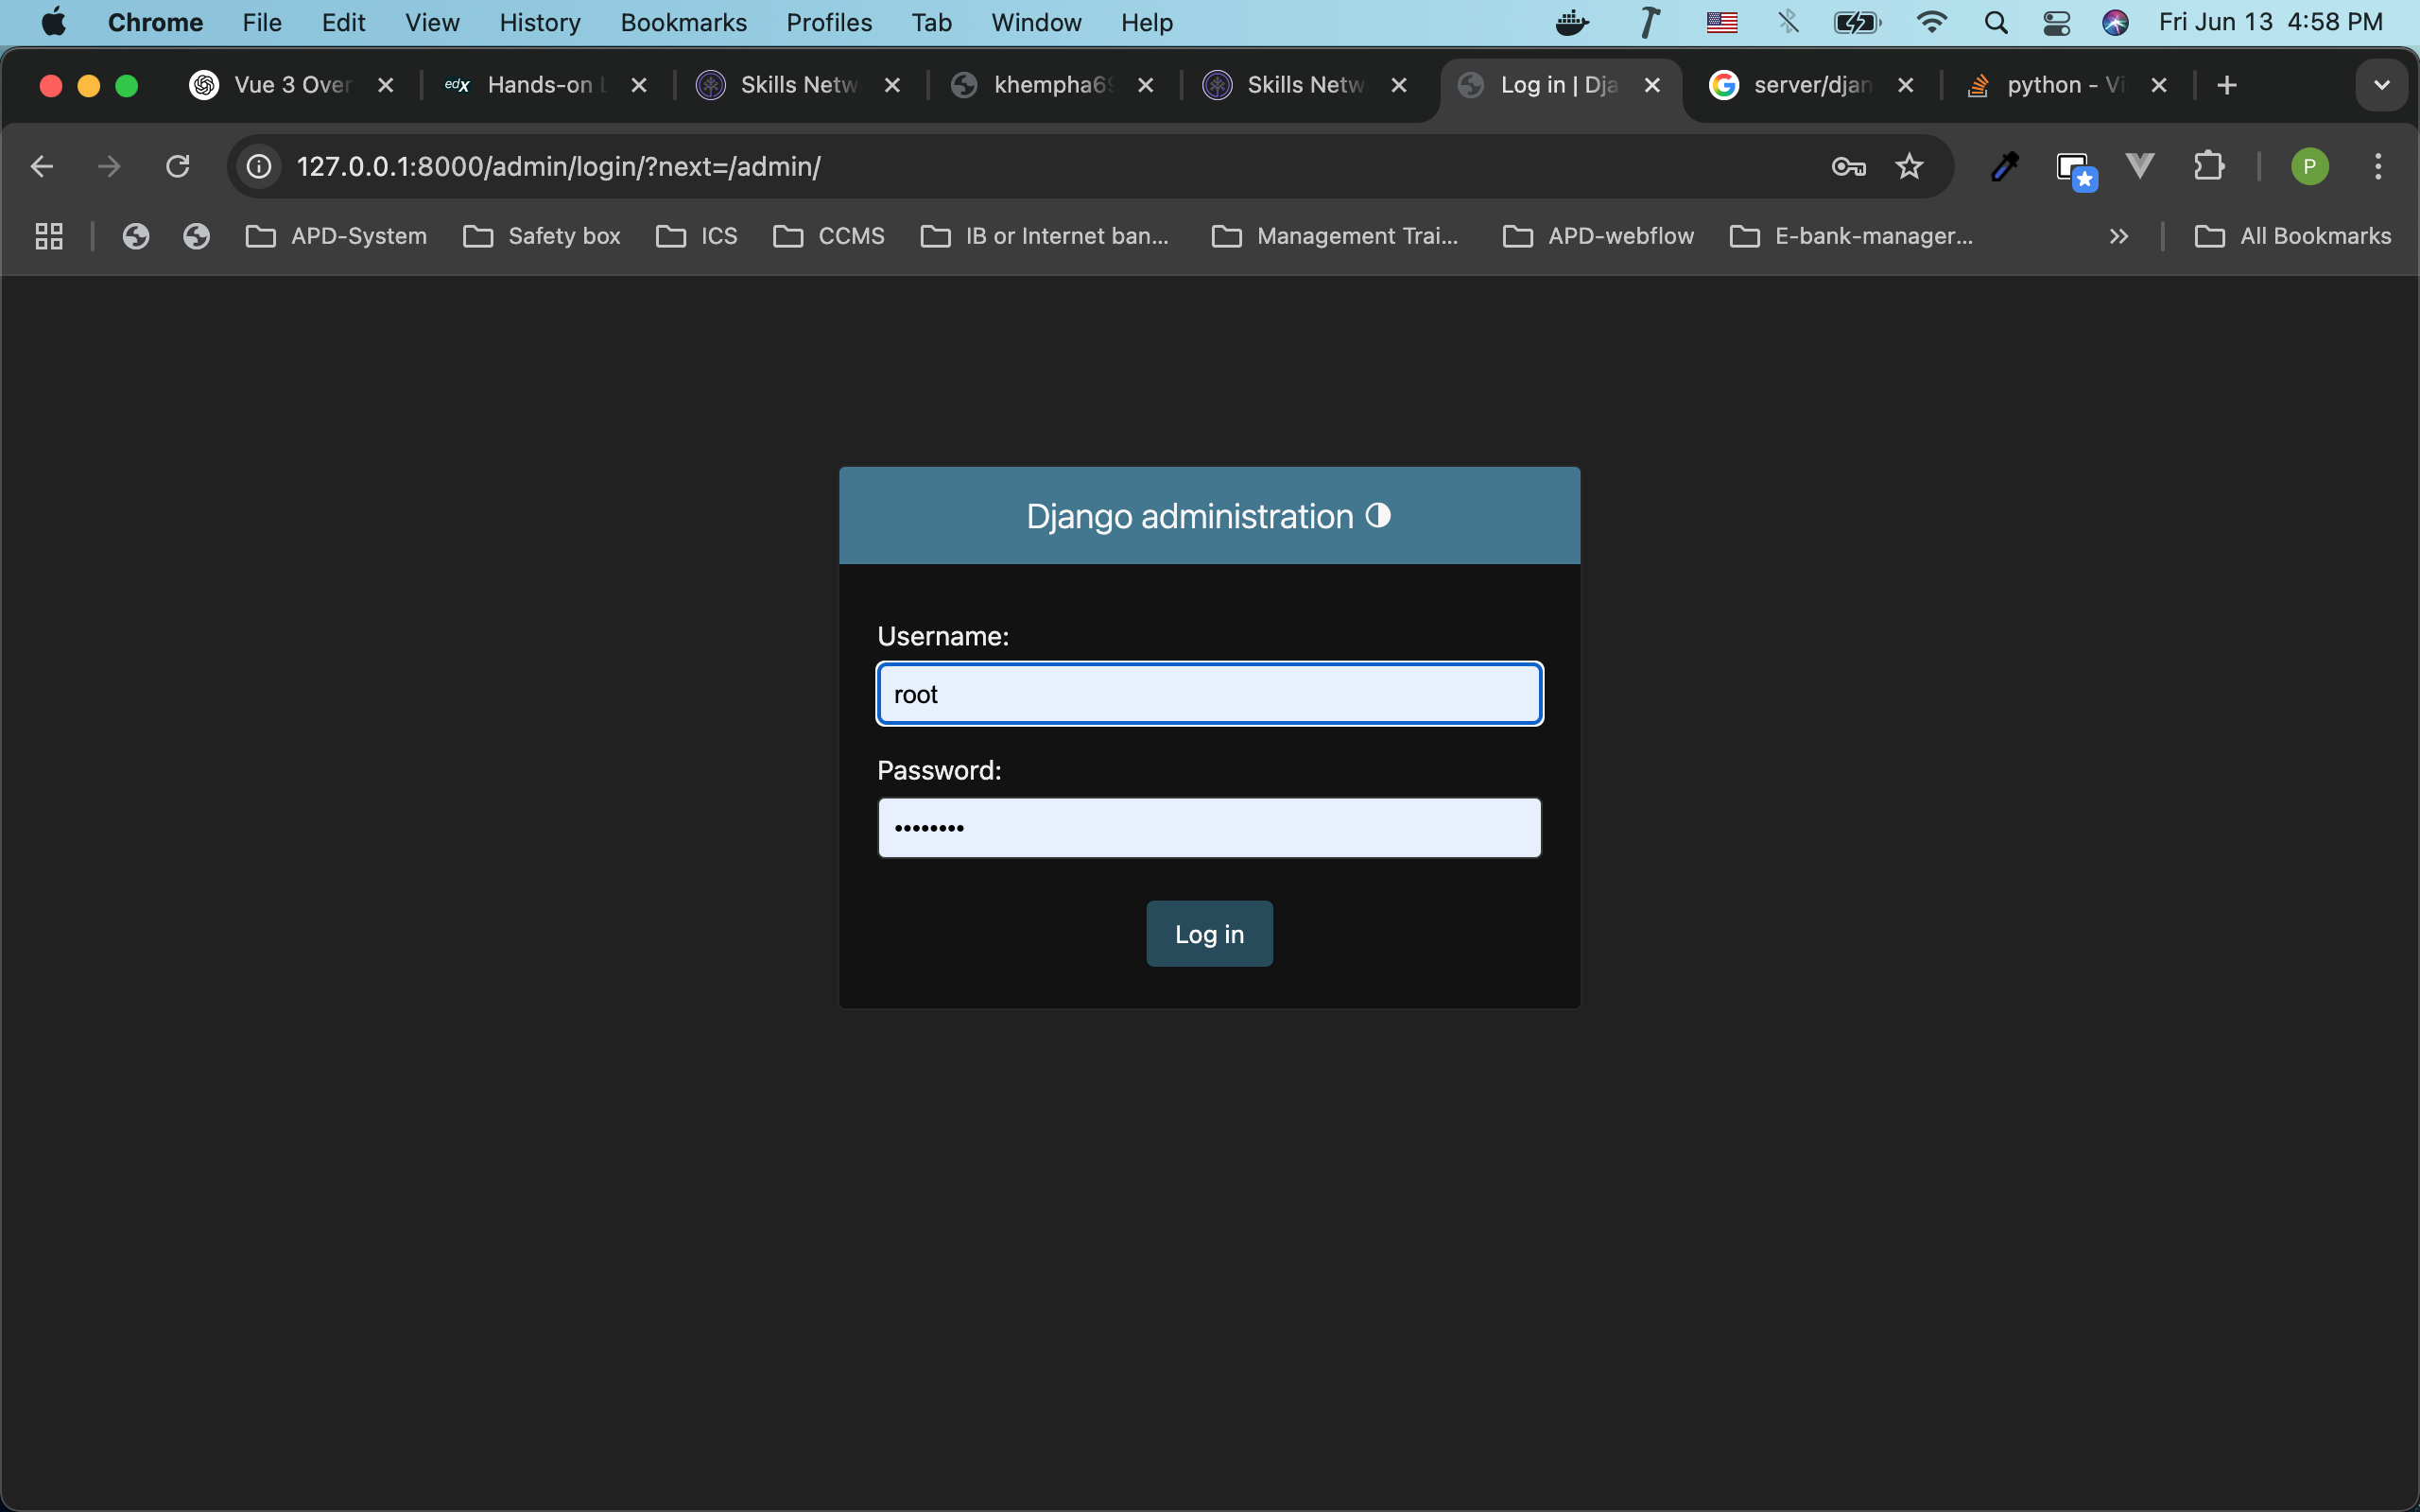 Chrome File Edit View History Bookmarks Profiles Tab Window Help Fri Jun 13 4:58 PM
Vue 3 Over edx Hands-on L Skills Netw khempha69 Skills Netw Log in | Dja server/djan python - Vi
127.0.0.1:8000/admin/login/?next=/admin/ P
APD-System Safety box ICS CCMS IB or Internet ban... Management Trai... APD-webflow E-bank-manager... All Bookmarks
Django administration
Username:
root
Password:
Log in